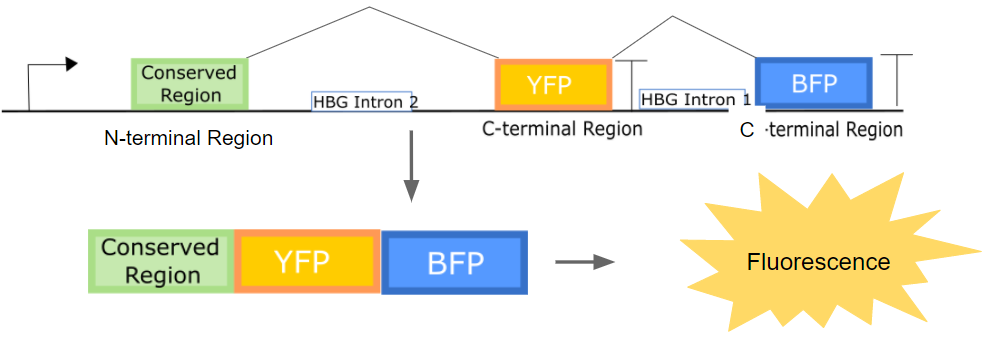 Conserved
Region
HBG Intron 2
YFP
HBG Intron 1
BFP
N-terminal Region
C-terminal Region
C -terminal Region
Conserved
Region
YFP
BFP
Fluorescence